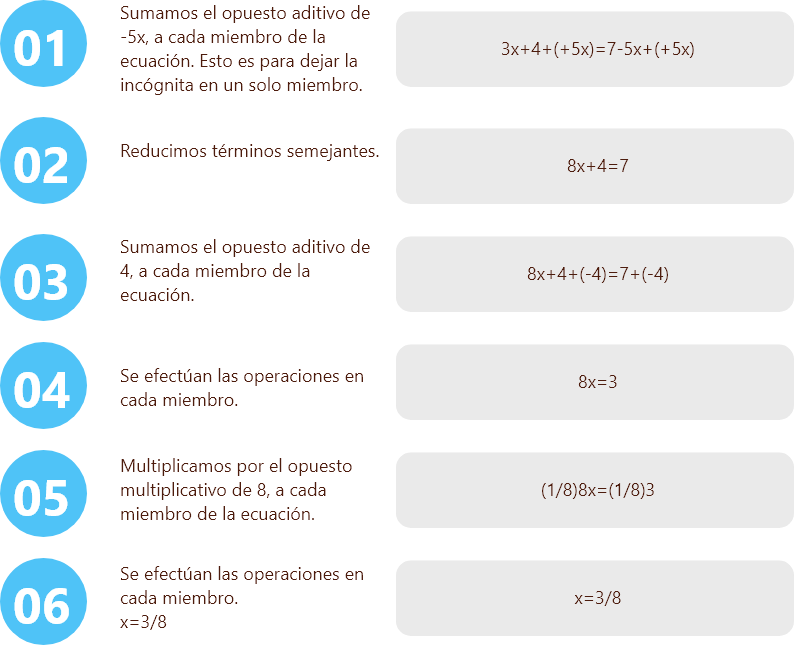 01
Sumamos el opuesto aditivo de
-5x, a cada miembro de la
ecuación. Esto es para dejar la
incógnita en un solo miembro.
3x+4+(+5x)=7-5x+(+5x)
02
Reducimos términos semejantes.
8x+4=7
03
Sumamos el opuesto aditivo de
4, a cada miembro de la
ecuación.
8x+4+(-4)=7+(-4)
04
Se efectúan las operaciones en
cada miembro.
8x=3
05
Multiplicamos por el opuesto
multiplicativo de 8, a cada
miembro de la ecuación.
(1/8)8x=(1/8)3
06
Se efectúan las operaciones en
cada miembro.
x=3/8
x=3/8